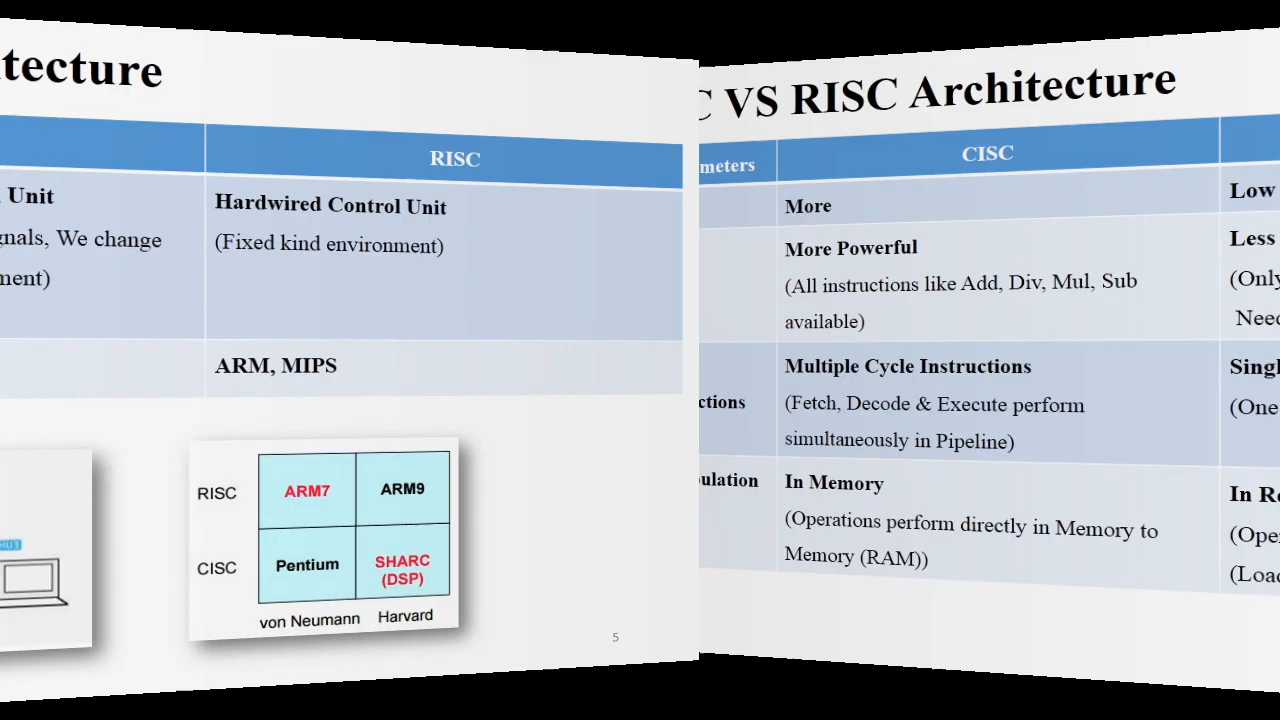 tecture
RISC
Unit
Hardwired Control Unit
gnals, We change
(Fixed kind environment)
ment)
ARM, MIPS
RISC
ARM7
ARM9
CISC
Pentium
SHARC
(DSP)
von Neumann
Harvard
5
C VS RISC Architecture
meters
CISC
More
Low
More Powerful
Less
(All instructions like Add, Div, Mul, Sub
(Only
available)
Need
ctions
Multiple Cycle Instructions
Singl
(Fetch, Decode & Execute perform
(One
simultaneously in Pipeline)
ulation
In Memory
In Re
(Operations perform directly in Memory to
(Oper
Memory (RAM))
(Load